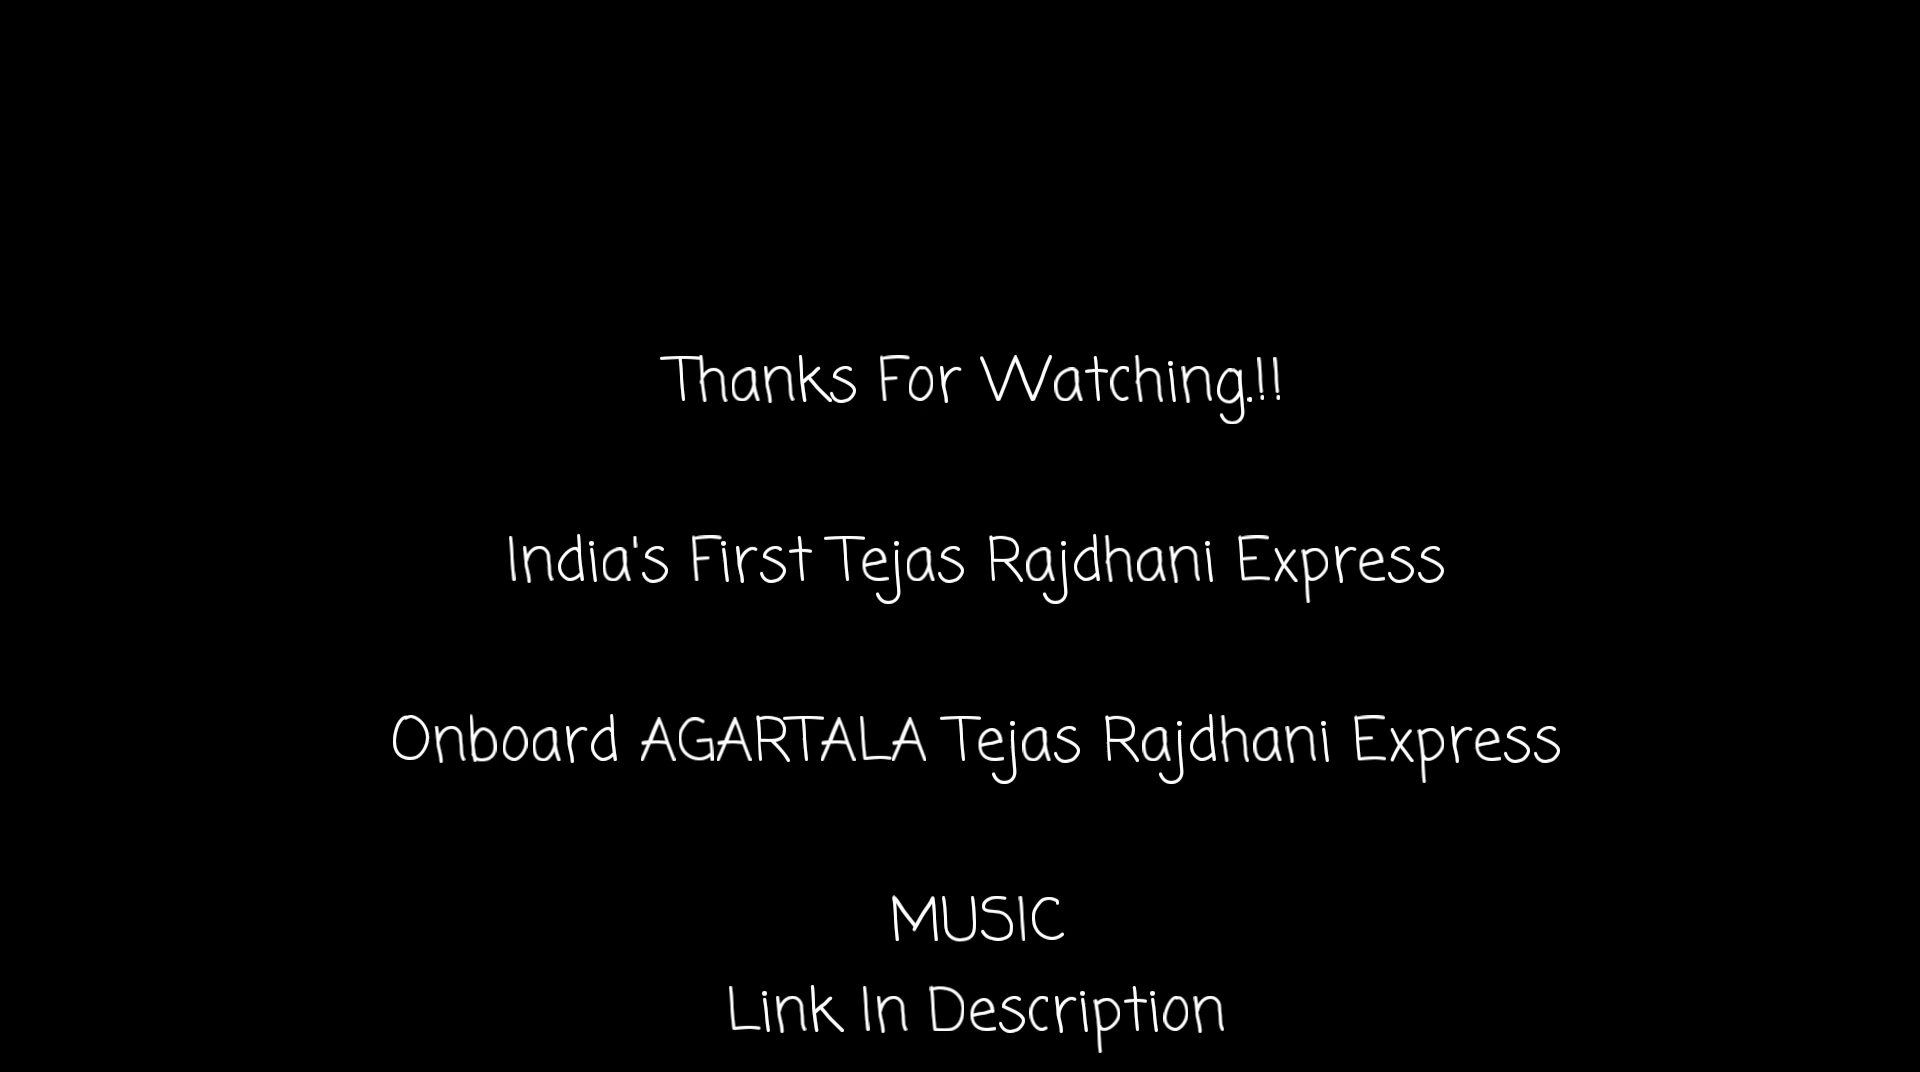 Thanks For Watching.!!
India's First Tejas Rajdhani Express
Onboard AGARTALA Tejas Rajdhani Express
MUSIC
Link In Description